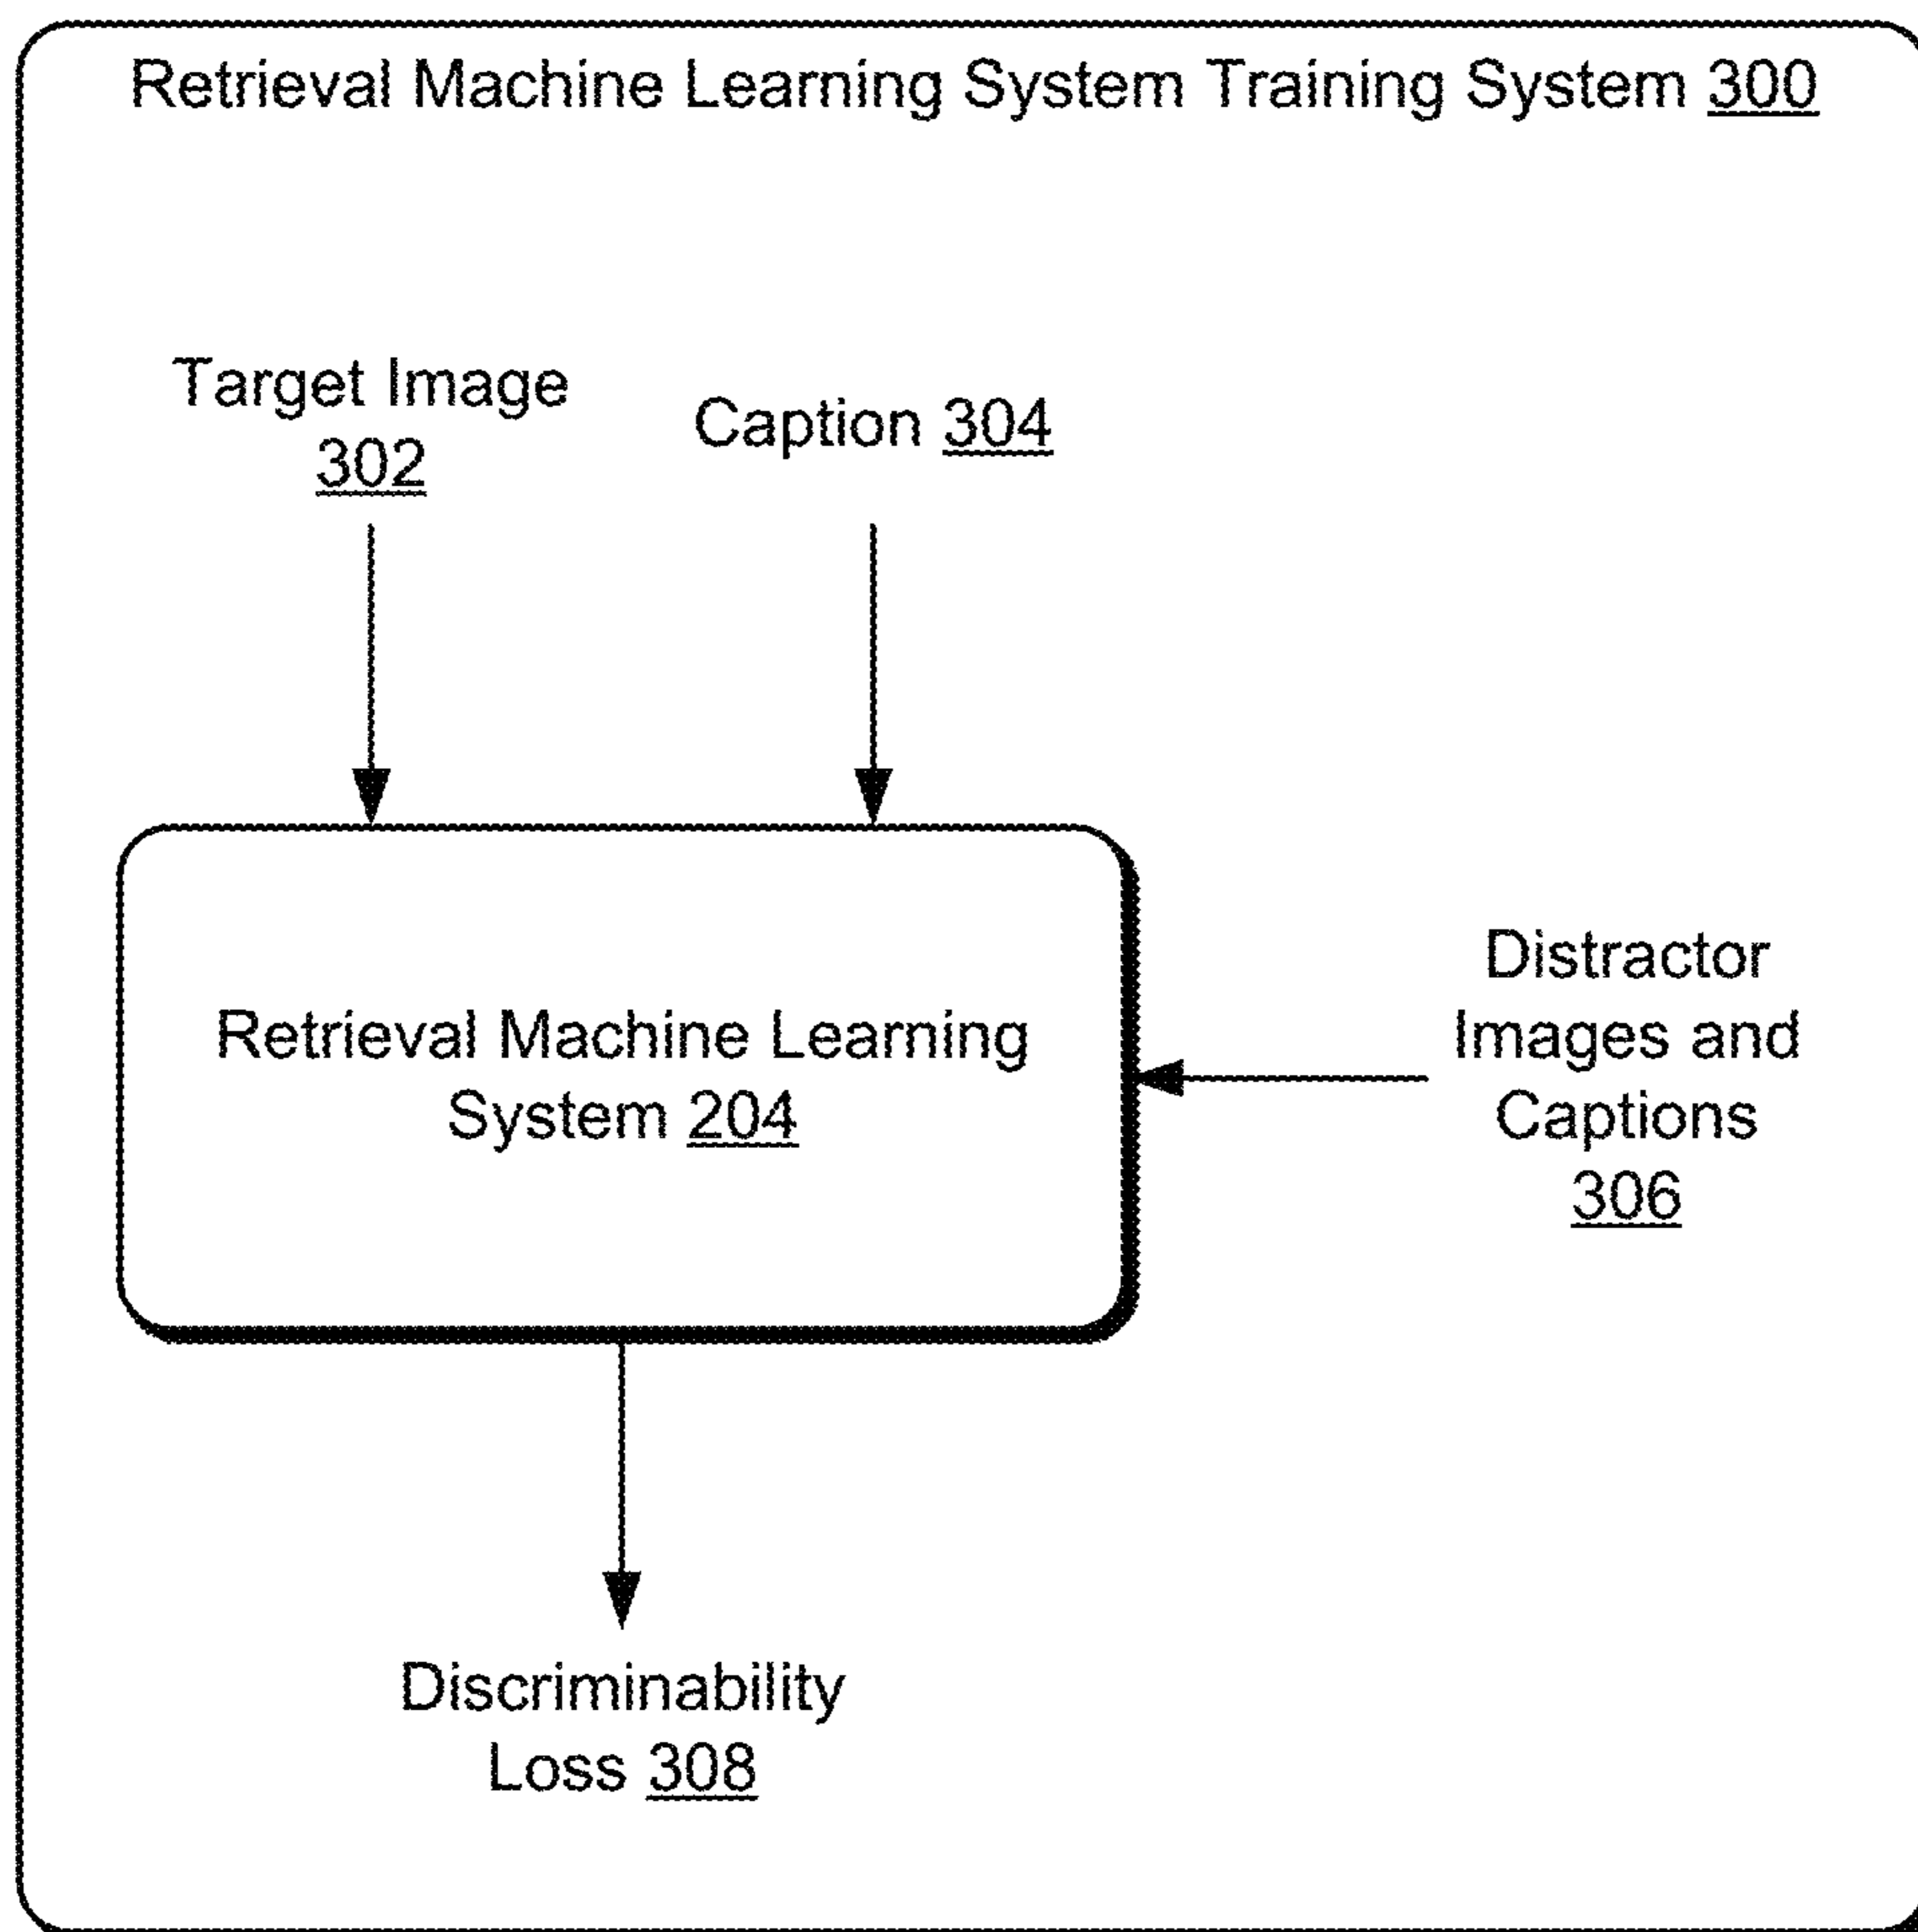 Retrieval Machine Learning System Training System 300
Target Image
302
Caption 304
Retrieval Machine Learning
System 204
Distractor
Images and
Captions
306
Discriminability
Loss 308